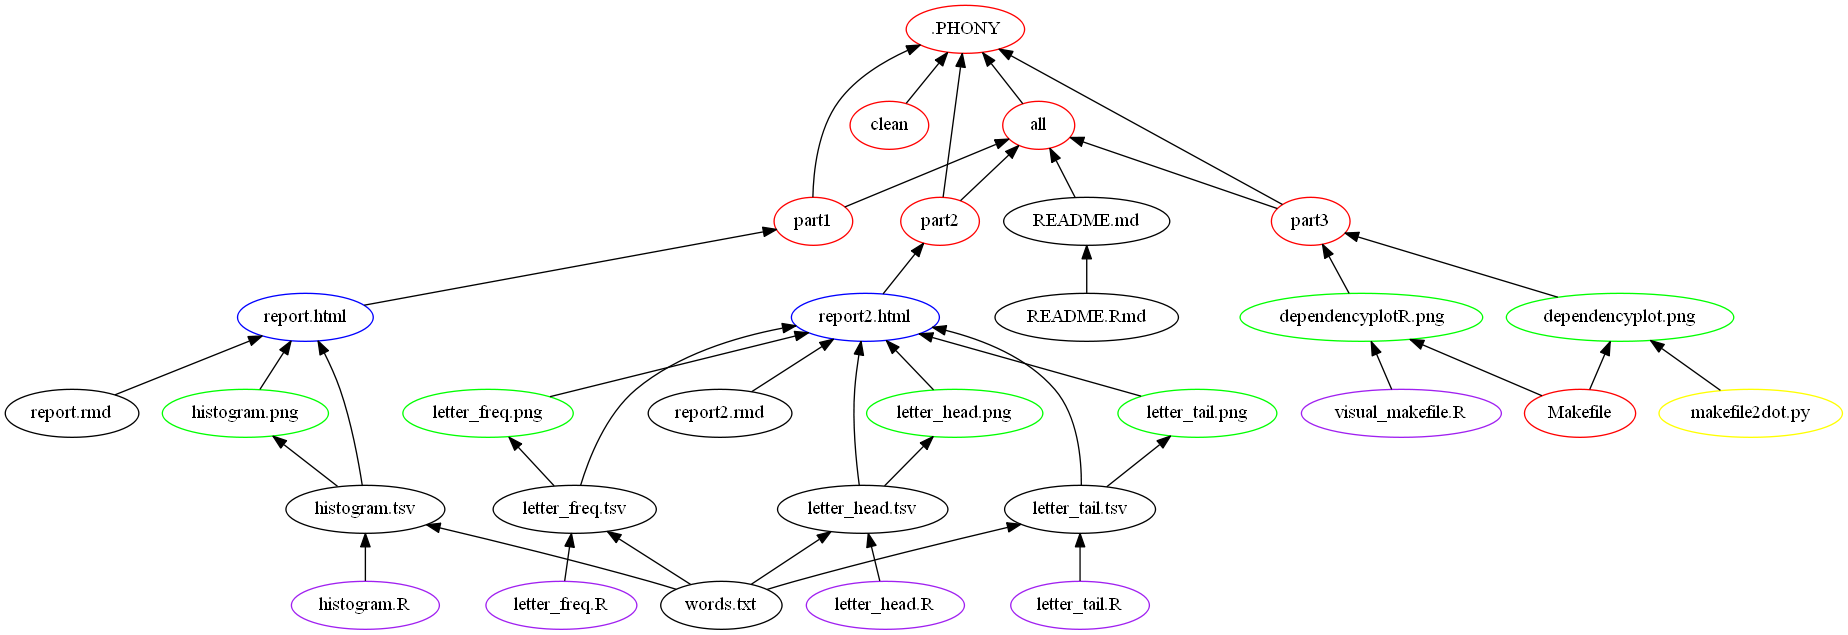 .PHONY
clean
all
part1
part2
README.md
part3
report.html
report2.html
README.Rmd
dependencyplotR.png
dependencyplot.png
report.rmd
histogram.png
letter_freq.png
report2.rmd
letter_head.png
letter_tail.png
visual_makefile.R
Makefile
makefile2dot.py
histogram.tsv
letter_freq.tsv
letter_head.tsv
letter_tail.tsv
histogram.R
letter_freq.R
words.txt
letter_head.R
letter_tail.R